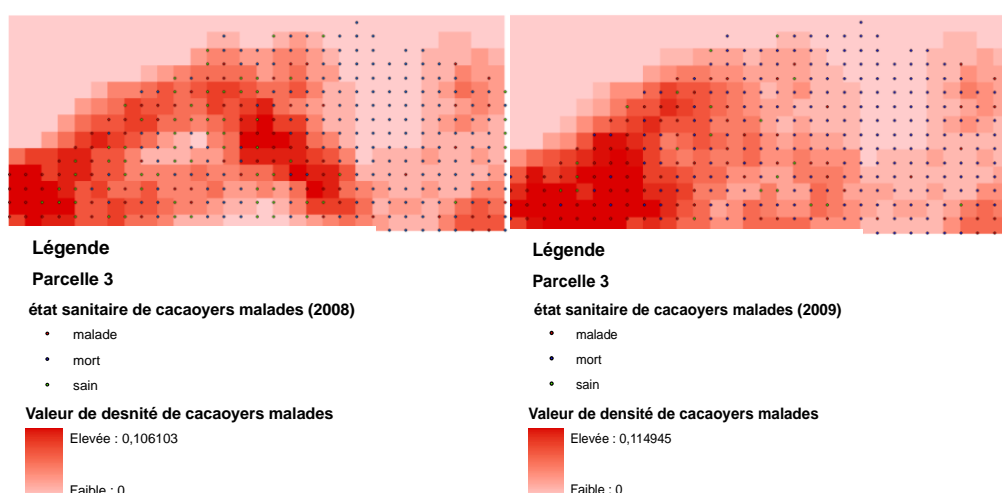 Légende
Parcelle 3
état sanitaire de cacaoyers malades (2008)
malade
mort
sain
Valeur de desnité de cacaoyers malades
Elevée : 0,106103
Faible : 0
Légende
Parcelle 3
état sanitaire de cacaoyers malades (2009)
malade
mort
sain
Valeur de densité de cacaoyers malades
Elevée : 0,114945
Faible : 0